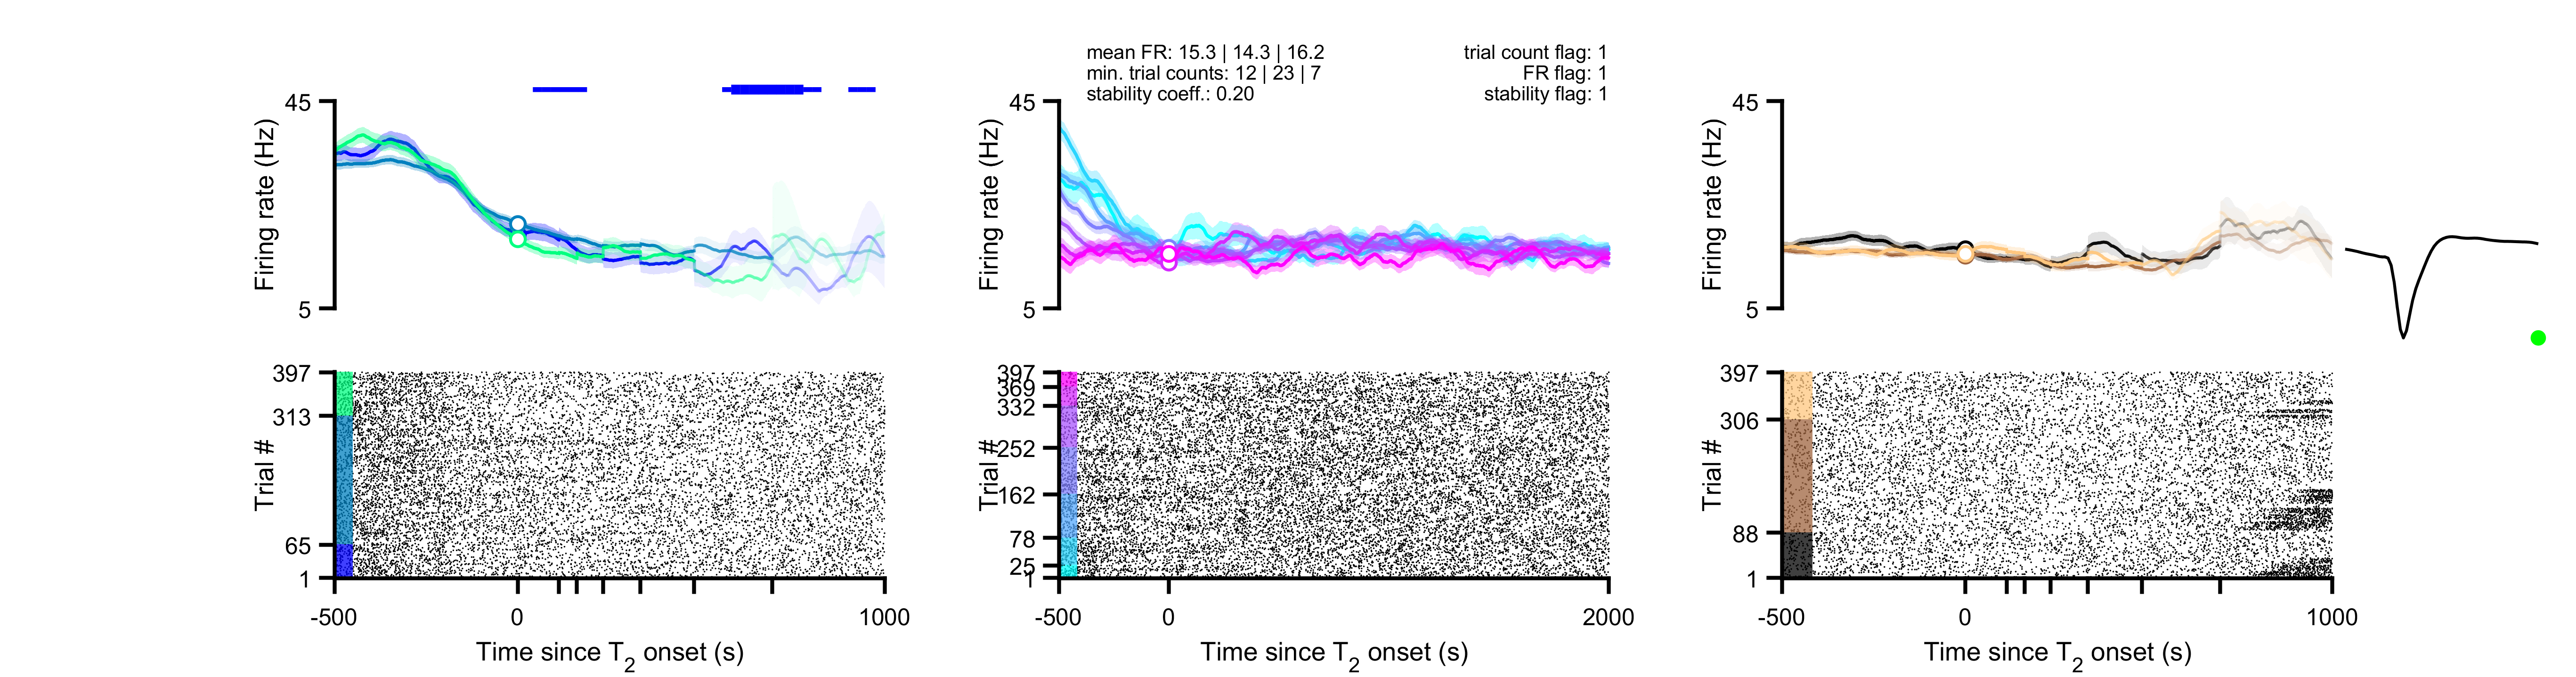 mean FR: 15.3 | 14.3 | 16.2
min. trial counts: 12 | 23 | 7
stability coeff.: 0.20
trial count flag: 1
FR flag: 1
stability flag: 1
45
5
Firing rate (Hz)
45
5
Firing rate (Hz)
45
5
Firing rate (Hz)
397
313
65
1
Trial #
-500
0
1000
Time since T2 onset (s)
397
369
332
252
162
78
25
1
Trial #
-500
0
2000
Time since T2 onset (s)
397
306
88
1
Trial #
-500
0
1000
Time since T2 onset (s)